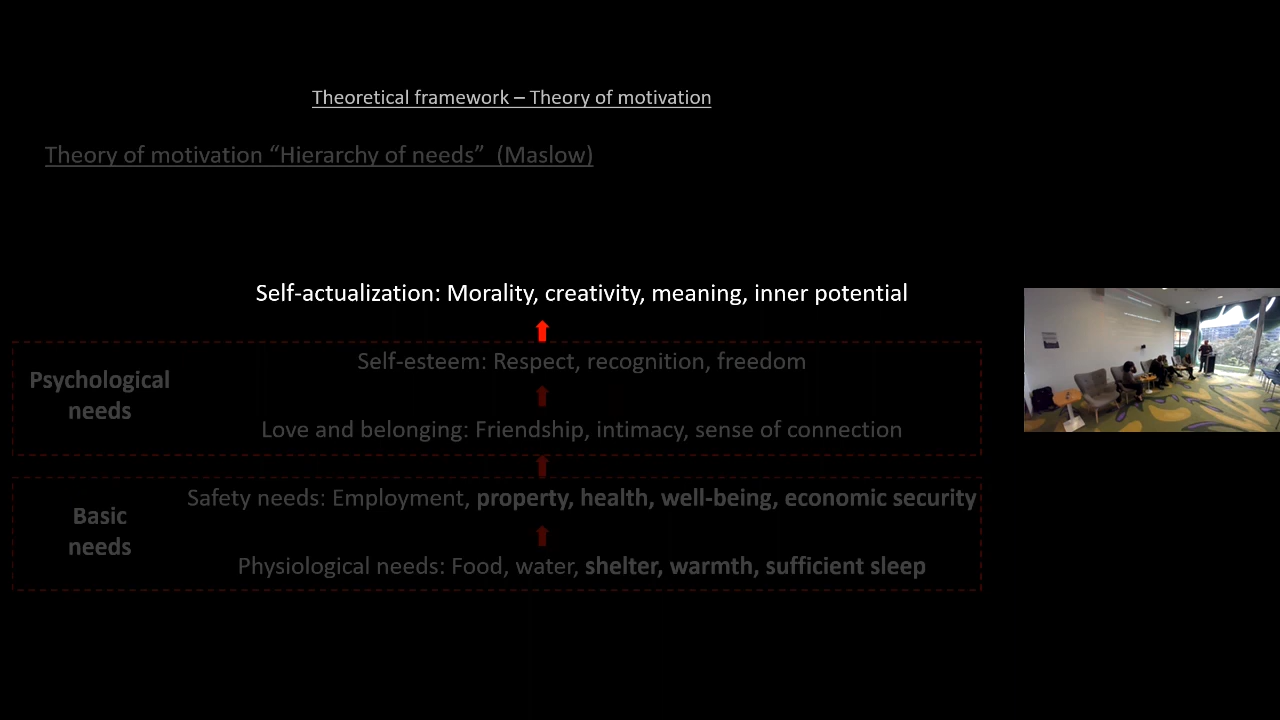 Theoretical framework – Theory of motivation
Theory of motivation “Hierarchy of needs” (Maslow)
Self-actualization: Morality, creativity, meaning, inner potential
Psychological
needs
Self-esteem: Respect, recognition, freedom
Love and belonging: Friendship, intimacy, sense of connection
Basic
needs
Safety needs: Employment, property, health, well-being, economic security
Physiological needs: Food, water, shelter, warmth, sufficient sleep